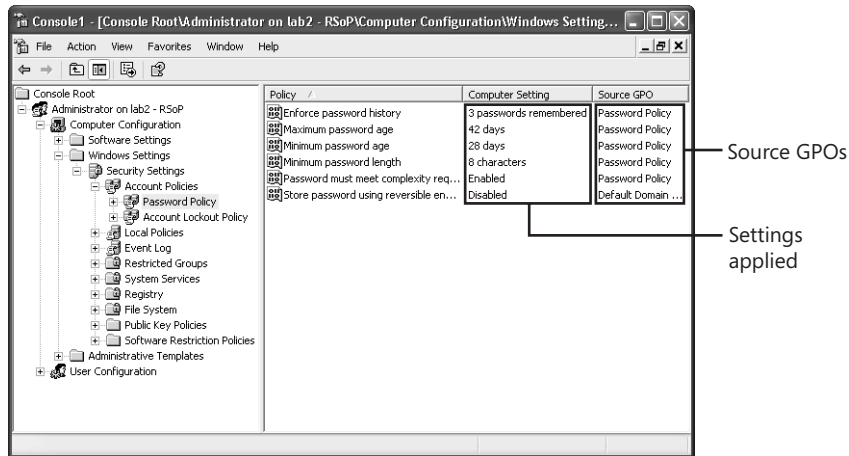 Console1 - [Console Root\Administrator on lab2 - RSoP\Computer Configuration\Windows Setting...
File Action View Favorites Window Help
Console Root
Administrator on lab2 - RSoP
Computer Configuration
Software Settings
Windows Settings
Security Settings
Account Policies
Password Policy
Account Lockout Policy
Local Policies
Event Log
Restricted Groups
System Services
Registry
File System
Public Key Policies
Software Restriction Policies
Administrative Templates
User Configuration
Policy Computer Setting Source GPO
Enforce password history 3 passwords remembered Password Policy
Maximum password age 42 days Password Policy
Minimum password age 28 days Password Policy
Minimum password length 8 characters Password Policy
Password must meet complexity req... Enabled Password Policy
Store password using reversible en... Disabled Default Domain ...
Source GPOs
Settings
applied